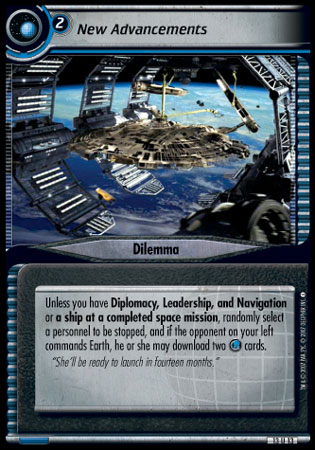 2
New Advancements
Dilemma
Unless you have Diplomacy, Leadership, and Navigation
or a ship at a completed space mission, randomly select
a personnel to be stopped, and if the opponent on your left
commands Earth, he or she may download two cards.
"She'll be ready to launch in fourteen months."